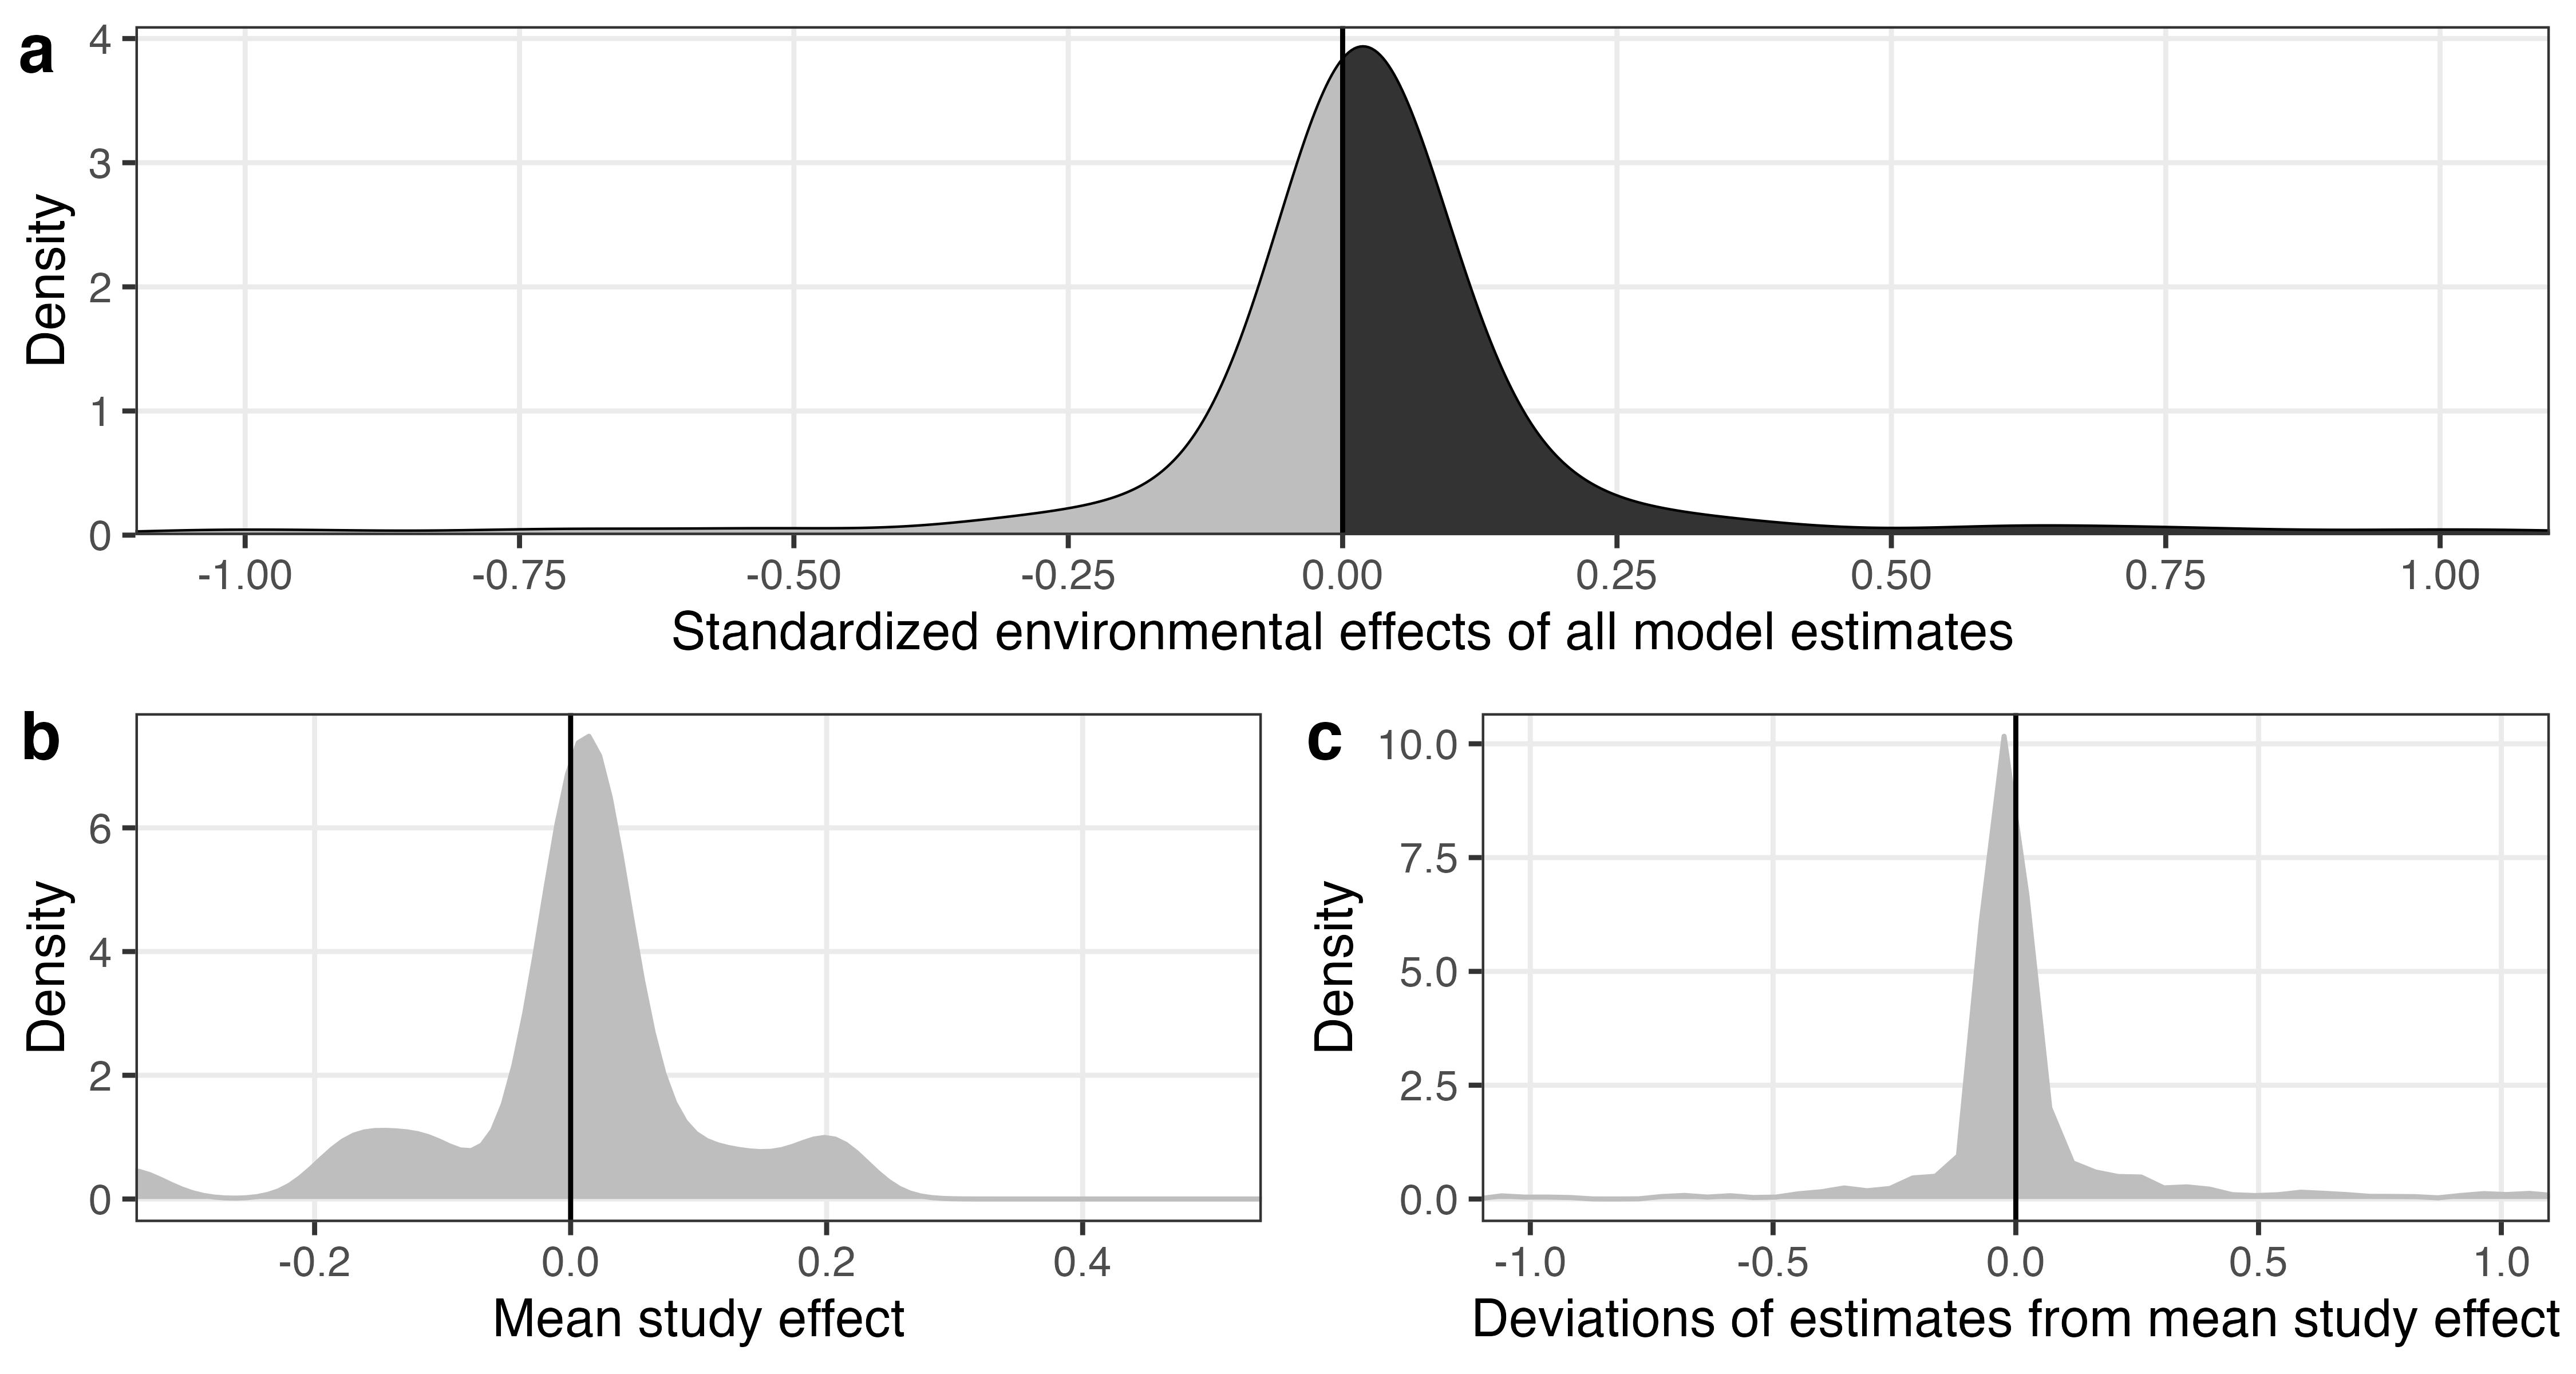 a
Density
4
3
2
1
0
-1.00 -0.75 -0.50 -0.25 0.00 0.25 0.50 0.75 1.00
Standardized environmental effects of all model estimates
b
Density
6
4
2
0
-0.2 0.0 0.2 0.4
Mean study effect
c
Density
10.0
7.5
5.0
2.5
0.0
-1.0 -0.5 0.0 0.5 1.0
Deviations of estimates from mean study effect